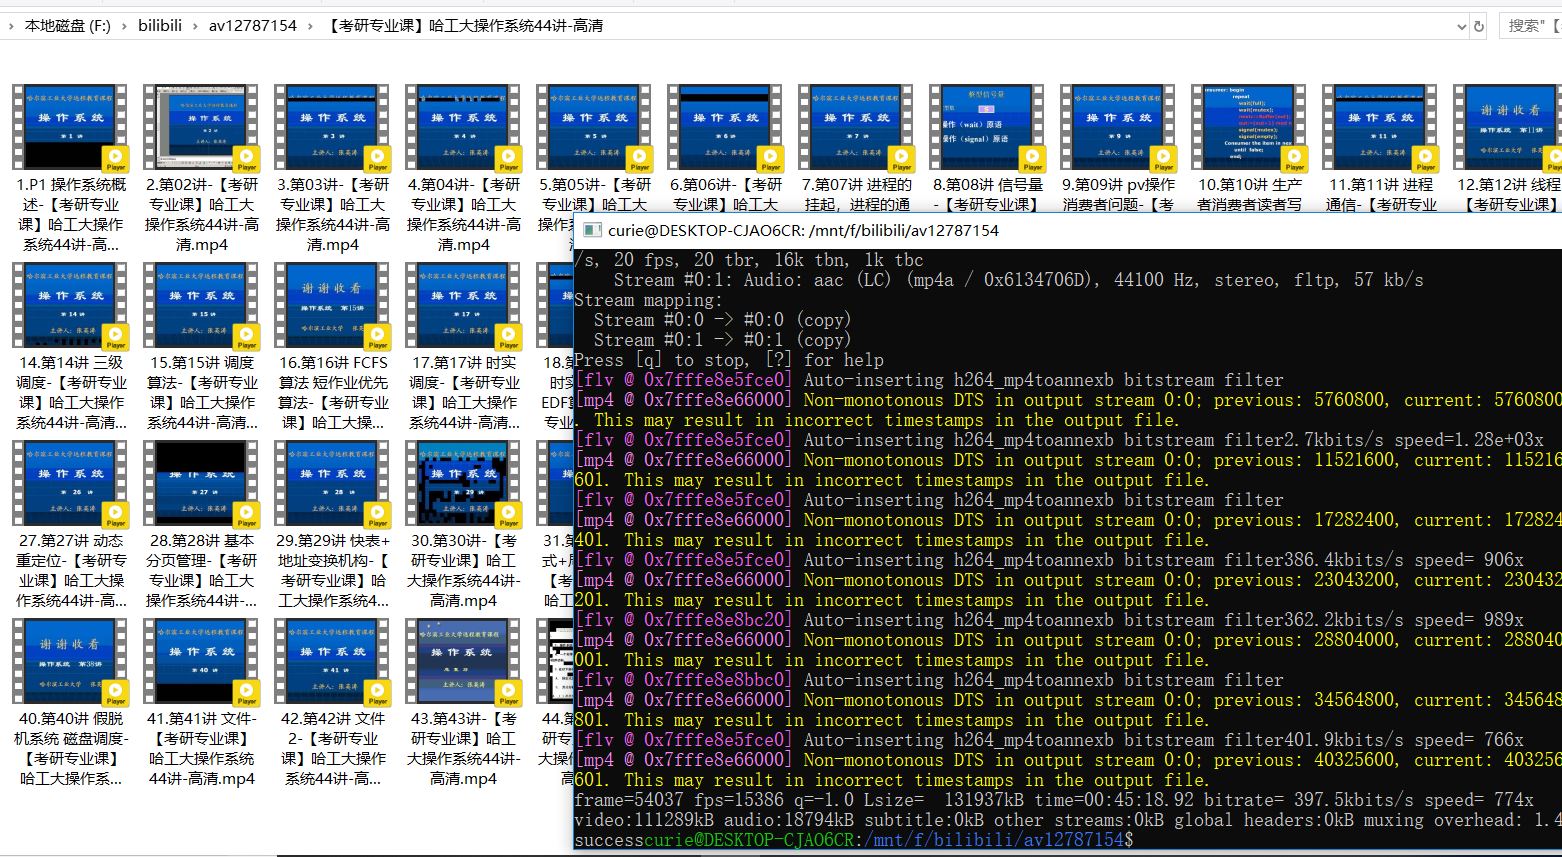 本地磁盘 (F:) › bilibili › av12787154 › 【考研专业课】哈工大操作系统44讲-高清
搜索"【
1.P1 操作系统概
述-【考研专业
课】哈工大操作
系统44讲-高...
2.第02讲-【考研
专业课】哈工大
操作系统44讲-
高清.mp4
3.第03讲-【考研
专业课】哈工大
操作系统44讲-
高清.mp4
4.第04讲-【考研
专业课】哈工大
操作系统44讲-
高清.mp4
5.第05讲-【考研
专业课】哈工大
6.第06讲-【考研
专业课】哈工大
7.第07讲 进程的
挂起，进程的通
8.第08讲 信号量
-【考研专业课】
9.第09讲 pv操作
消费者问题-【考
10.第10讲 生产
者消费者读者写
11.第11讲 进程
通信-【考研专业
12.第12讲 线程
【考研专业课】
14.第14讲 三级
调度-【考研专业
课】哈工大操作
系统44讲-高清...
15.第15讲 调度
算法-【考研专业
课】哈工大操作
系统44讲-高清...
16.第16讲 FCFS
算法 短作业优先
算法-【考研专业
课】哈工大操...
17.第17讲 时实
调度-【考研专业
课】哈工大操作
系统44讲-高清...
27.第27讲 动态
重定位-【考研专
业课】哈工大操
作系统44讲-高...
28.第28讲 基本
分页管理-【考研
专业课】哈工大
操作系统44讲-...
29.第29讲 快表+
地址变换机构-【
考研专业课】哈
工大操作系统4...
30.第30讲-【考
研专业课】哈工
大操作系统44讲-
高清.mp4
40.第40讲 假脱
机系统 磁盘调度-
【考研专业课】
哈工大操作系...
41.第41讲 文件-
【考研专业课】
哈工大操作系统
44讲-高清.mp4
42.第42讲 文件
2-【考研专业
课】哈工大操作
系统44讲-高...
43.第43讲-【考
研专业课】哈工
大操作系统44讲-
高清.mp4
curie@DESKTOP-CJAO6CR: /mnt/f/bilibili/av12787154
/s, 20 fps, 20 tbr, 16k tbn, 1k tbc
Stream #0:1: Audio: aac (LC) (mp4a / 0x6134706D), 44100 Hz, stereo, fltp, 57 kb/s
Stream mapping:
Stream #0:0 -> #0:0 (copy)
Stream #0:1 -> #0:1 (copy)
Press [q] to stop, [?] for help
[flv @ 0x7fffe8e5fce0] Auto-inserting h264_mp4toannexb bitstream filter
[mp4 @ 0x7fffe8e66000] Non-monotonous DTS in output stream 0:0; previous: 5760800, current: 5760800
. This may result in incorrect timestamps in the output file.
[flv @ 0x7fffe8e5fce0] Auto-inserting h264_mp4toannexb bitstream filter2.7kbits/s speed=1.28e+03x
[mp4 @ 0x7fffe8e66000] Non-monotonous DTS in output stream 0:0; previous: 11521600, current: 115216
601. This may result in incorrect timestamps in the output file.
[flv @ 0x7fffe8e5fce0] Auto-inserting h264_mp4toannexb bitstream filter
[mp4 @ 0x7fffe8e66000] Non-monotonous DTS in output stream 0:0; previous: 17282400, current: 172824
401. This may result in incorrect timestamps in the output file.
[flv @ 0x7fffe8e5fce0] Auto-inserting h264_mp4toannexb bitstream filter386.4kbits/s speed= 906x
[mp4 @ 0x7fffe8e66000] Non-monotonous DTS in output stream 0:0; previous: 23043200, current: 230432
201. This may result in incorrect timestamps in the output file.
[flv @ 0x7fffe8e8bc20] Auto-inserting h264_mp4toannexb bitstream filter362.2kbits/s speed= 989x
[mp4 @ 0x7fffe8e66000] Non-monotonous DTS in output stream 0:0; previous: 28804000, current: 288040
001. This may result in incorrect timestamps in the output file.
[flv @ 0x7fffe8e8bbc0] Auto-inserting h264_mp4toannexb bitstream filter
[mp4 @ 0x7fffe8e66000] Non-monotonous DTS in output stream 0:0; previous: 34564800, current: 345648
801. This may result in incorrect timestamps in the output file.
[flv @ 0x7fffe8e5fce0] Auto-inserting h264_mp4toannexb bitstream filter401.9kbits/s speed= 766x
[mp4 @ 0x7fffe8e66000] Non-monotonous DTS in output stream 0:0; previous: 40325600, current: 403256
601. This may result in incorrect timestamps in the output file.
frame=54037 fps=15386 q=-1.0 Lsize=  131937kB time=00:45:18.92 bitrate= 397.5kbits/s speed= 774x
video:111289kB audio:18794kB subtitle:0kB other streams:0kB global headers:0kB muxing overhead: 1.4
successcurie@DESKTOP-CJAO6CR:/mnt/f/bilibili/av12787154$